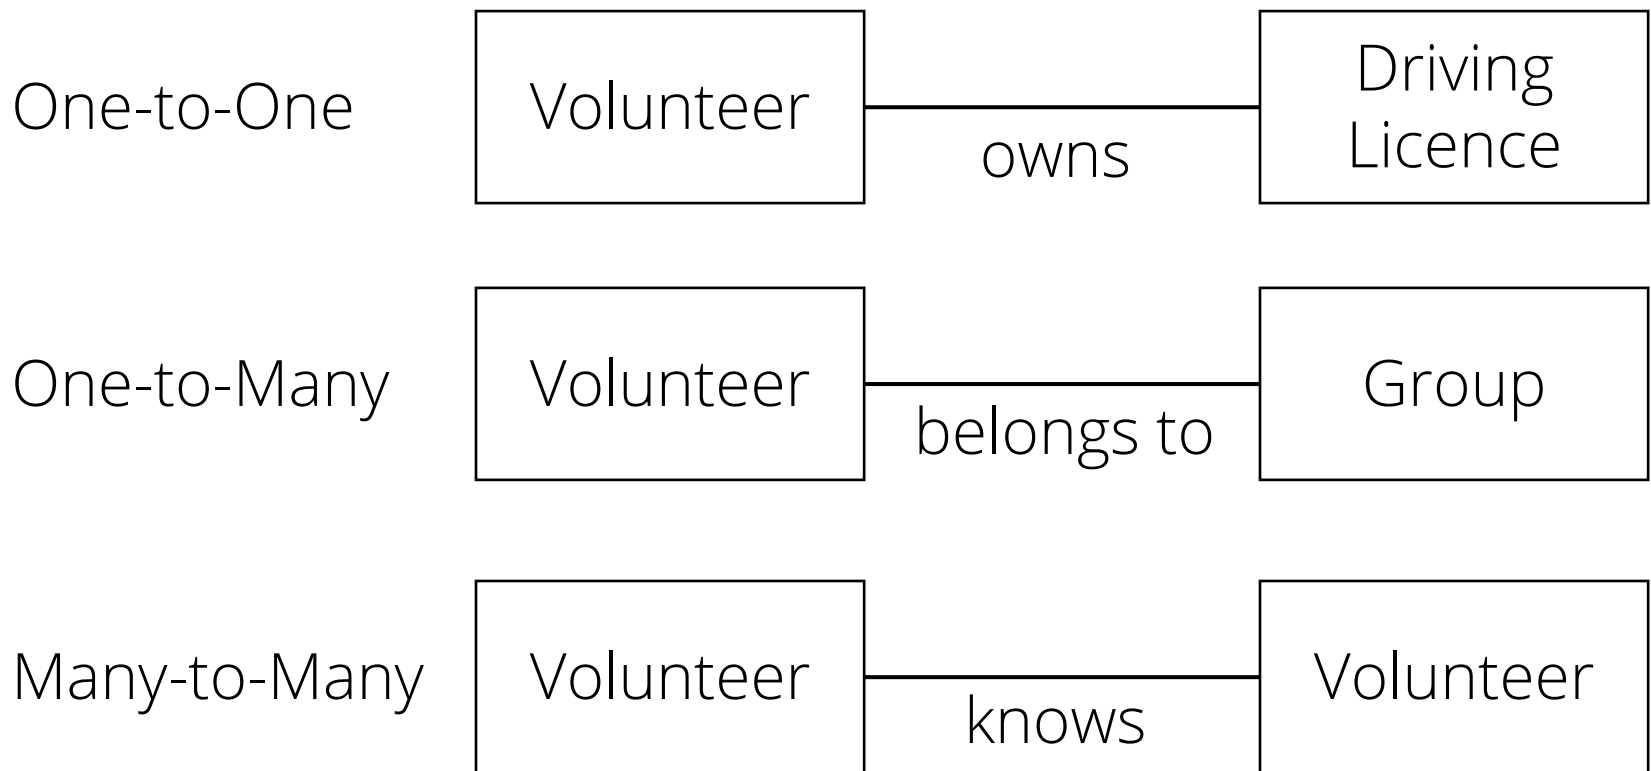 One-to-One
Volunteer
owns
Driving
Licence
One-to-Many
Volunteer
belongs to
Group
Many-to-Many
Volunteer
knows
Volunteer